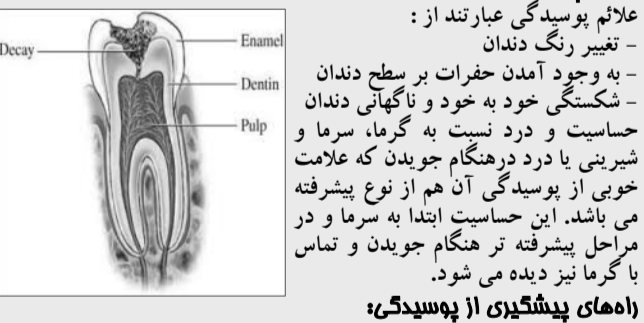 علائم پوسیدگی عبارتند از :
- تغییر رنگ دندان
- به وجود آمدن حفرات بر سطح دندان
- شکستگی خود به خود و ناگهانی دندان
حساسیت و درد نسبت به گرما، سرما و
شیرینی یا درد درهنگام جویدن که علامت
خوبی از پوسیدگی آن هم از نوع پیشرفته
می باشد. این حساسیت ابتدا به سرما و در
مراحل پیشرفته تر هنگام جویدن و تماس
با گرما نیز دیده می شود.
راه‌های پیشگیری از پوسیدگی:
Decay
Enamel
Dentin
Pulp